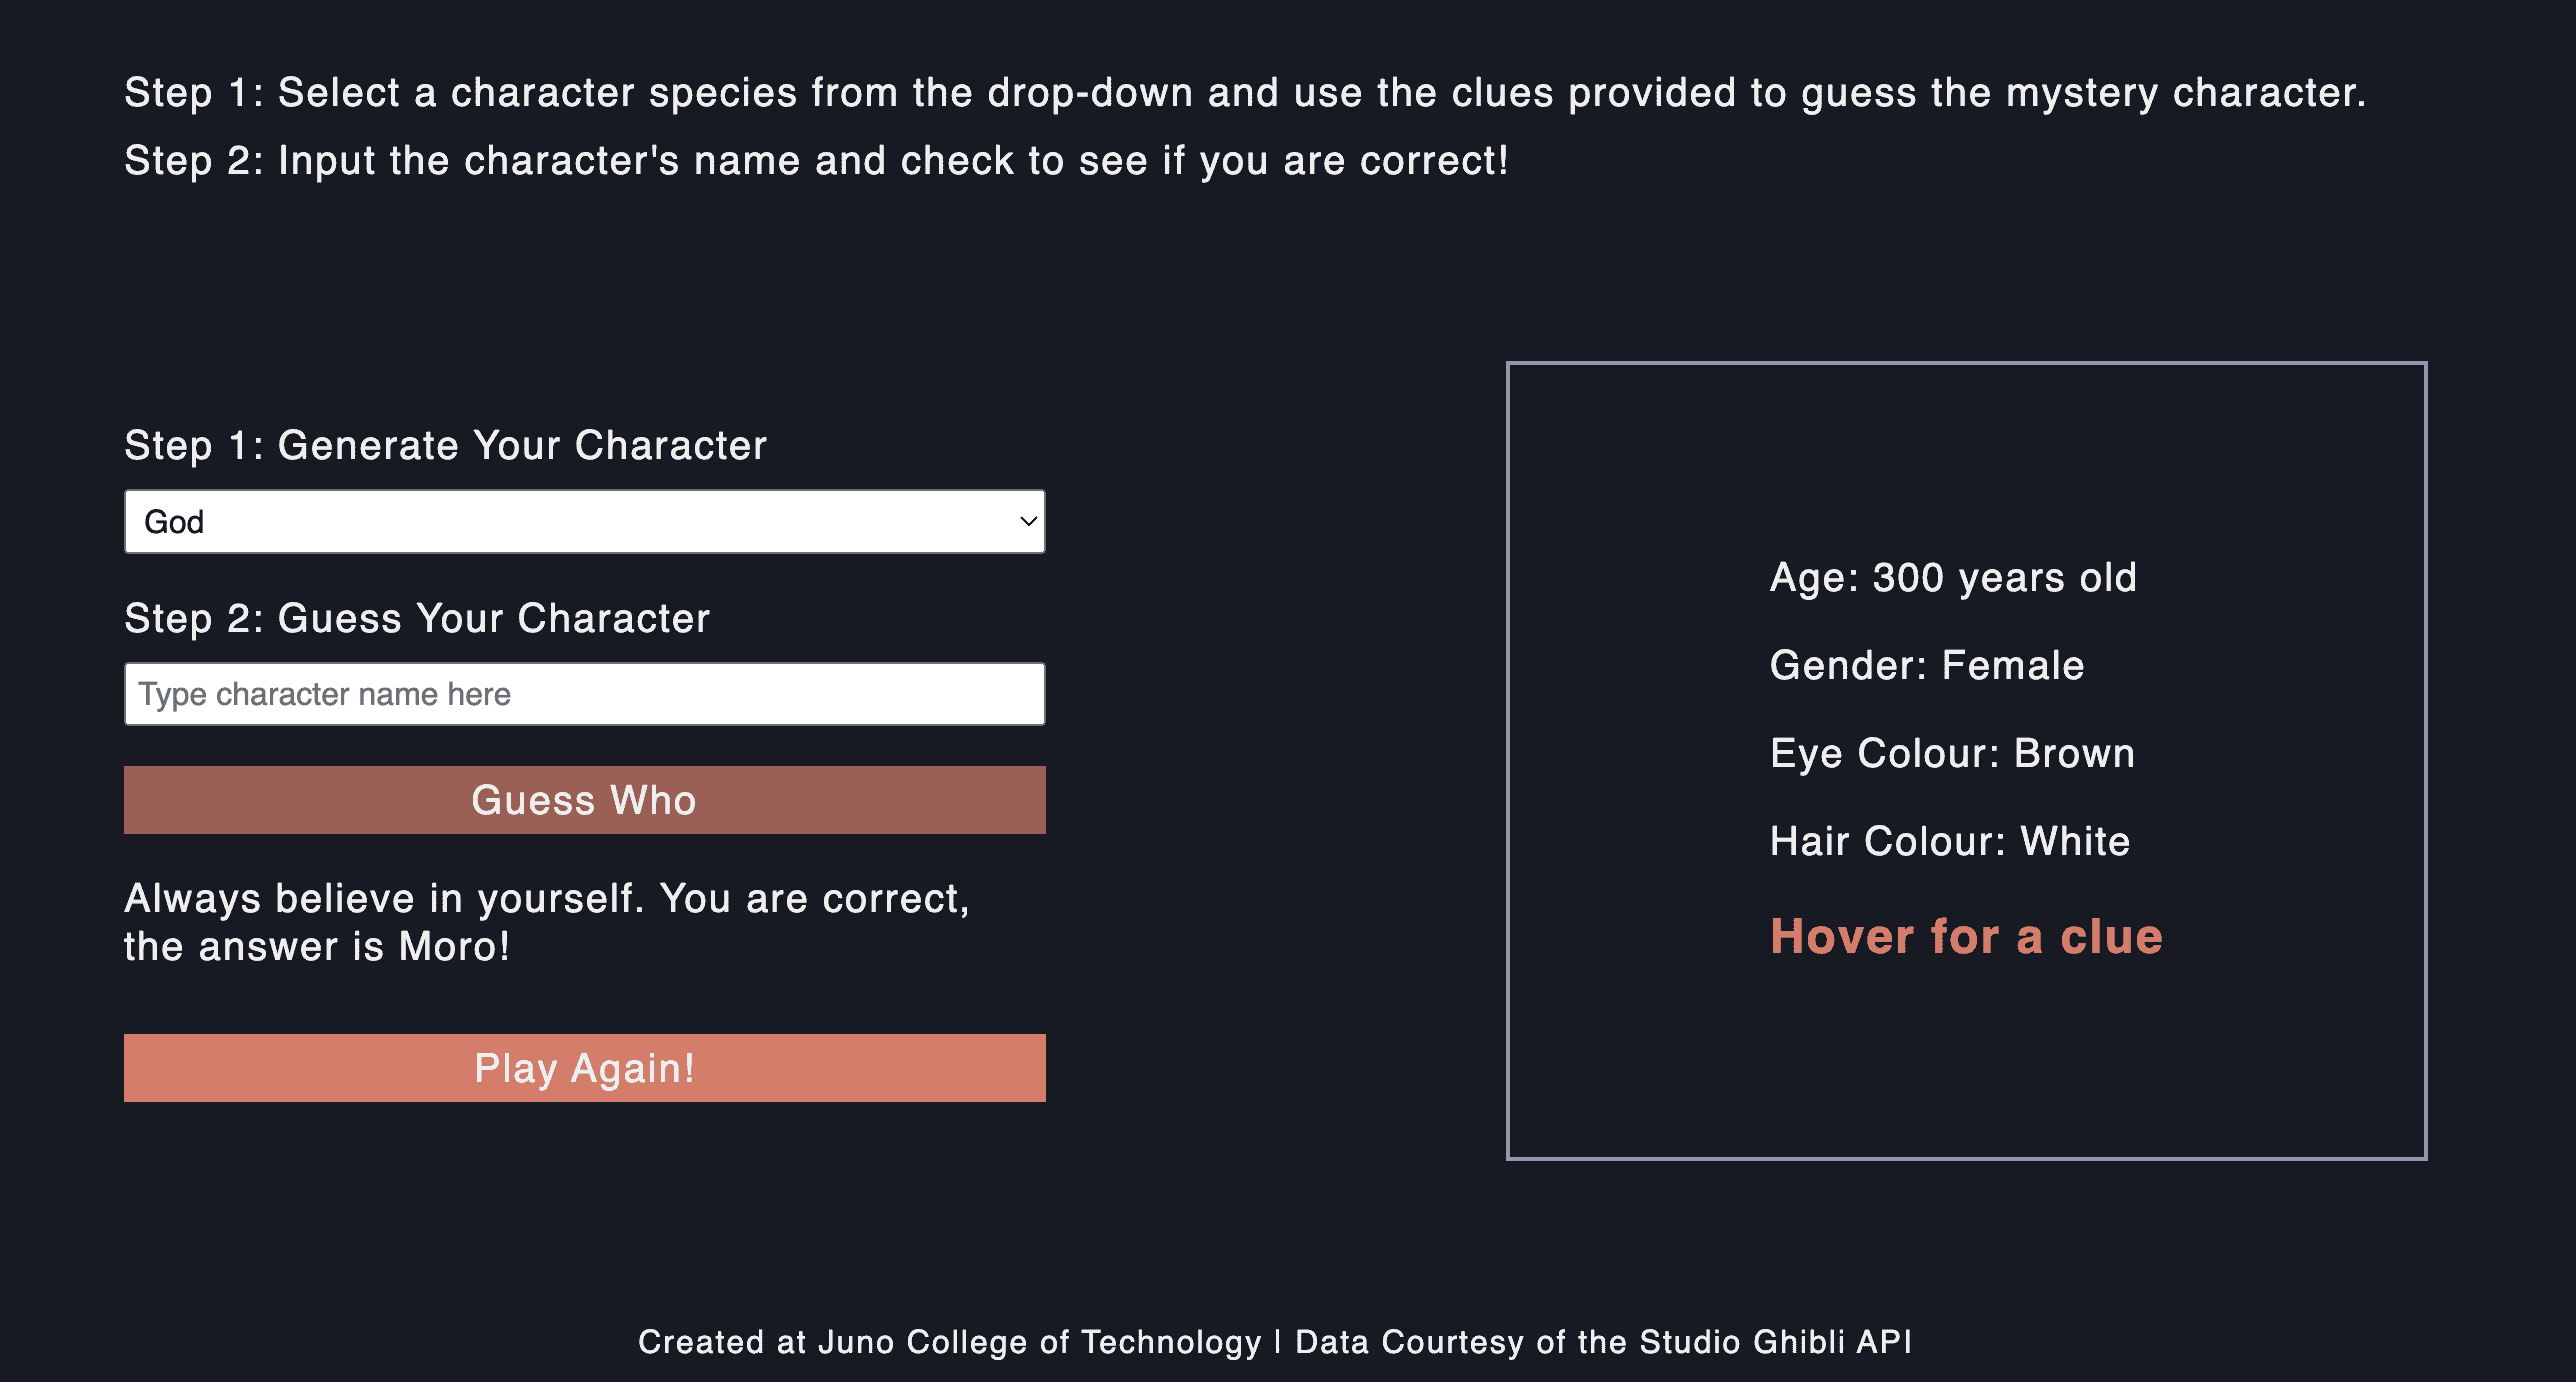 Step 1: Select a character species from the drop-down and use the clues provided to guess the mystery character.
Step 2: Input the character's name and check to see if you are correct!
Step 1: Generate Your Character
God
Step 2: Guess Your Character
Type character name here
Guess Who
Always believe in yourself. You are correct,
the answer is Moro!
Play Again!
Age: 300 years old
Gender: Female
Eye Colour: Brown
Hair Colour: White
Hover for a clue
Created at Juno College of Technology | Data Courtesy of the Studio Ghibli API